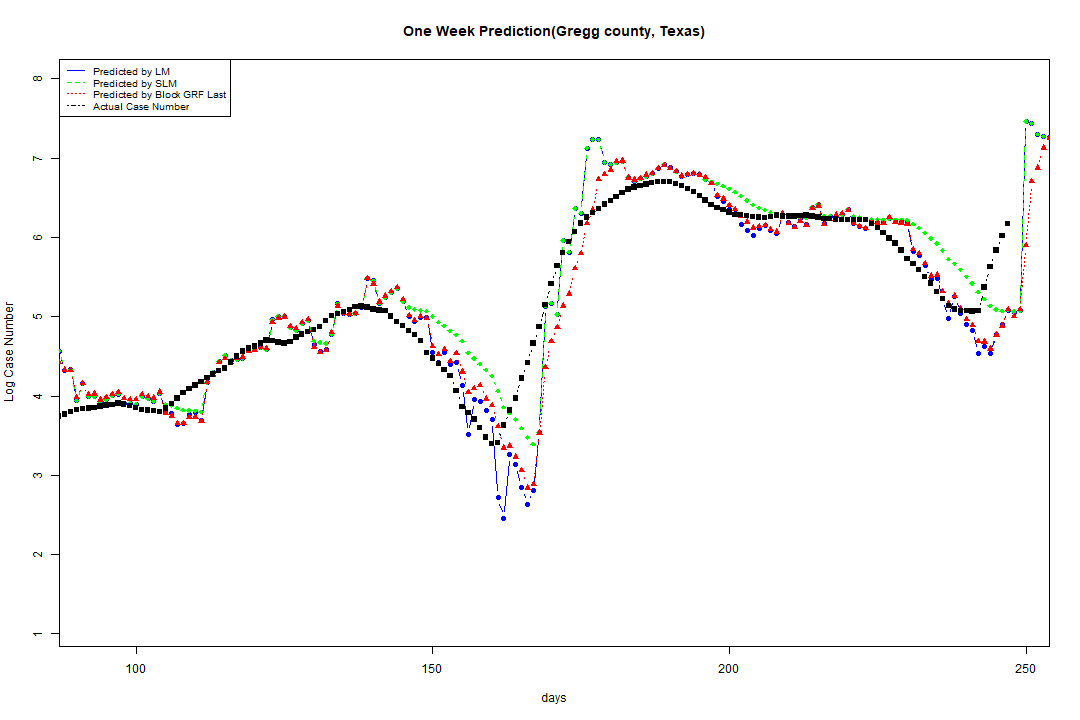 One Week Prediction(Gregg county, Texas)
Predicted by LM
Predicted by SLM
Predicted by Block GRF Last
Actual Case Number
8
7
6
5
4
3
2
1
Log Case Number
100 150 200 250
days